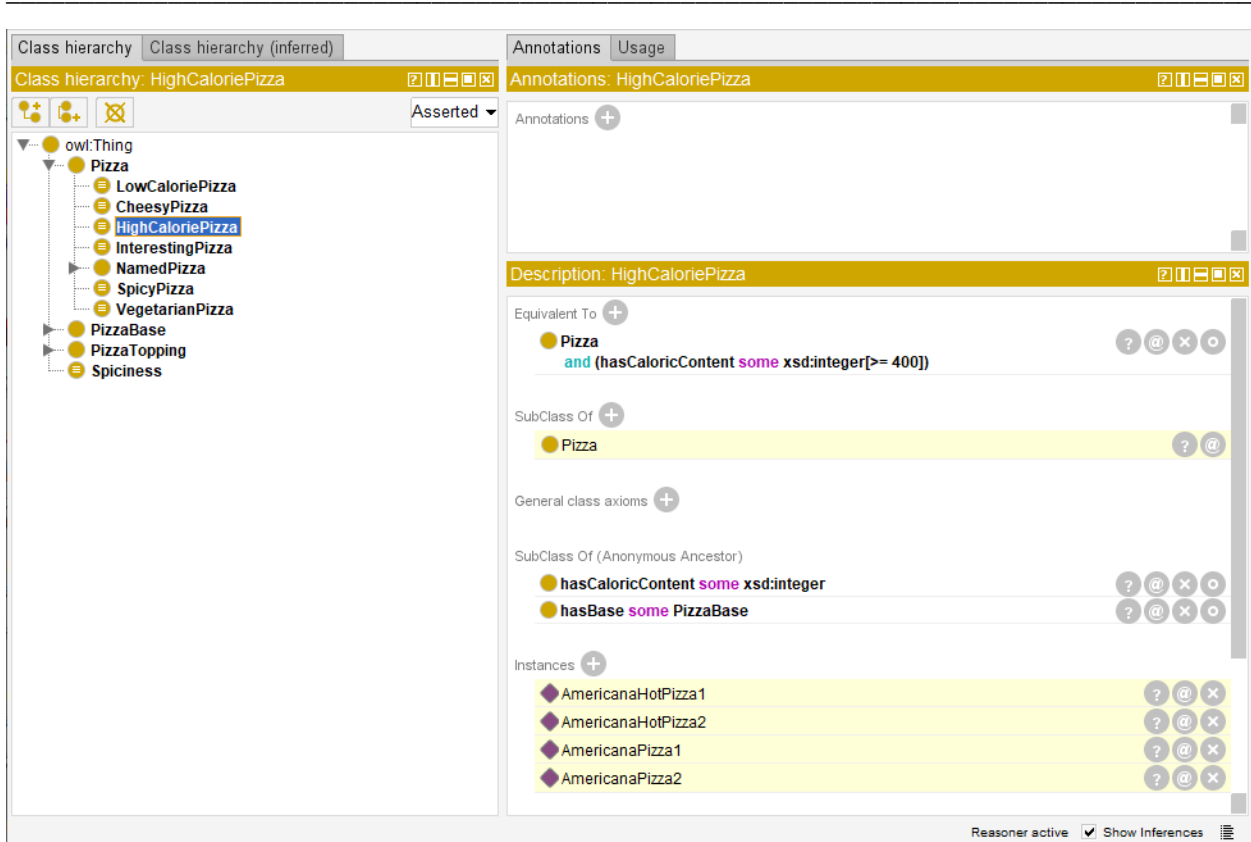 Class hierarchy Class hierarchy (inferred)
Class hierarchy: HighCaloriePizza
Asserted
owl:Thing
Pizza
LowCaloriePizza
CheesyPizza
HighCaloriePizza
InterestingPizza
NamedPizza
SpicyPizza
VegetarianPizza
PizzaBase
PizzaTopping
Spiciness
Annotations Usage
Annotations: HighCaloriePizza
Annotations
Description: HighCaloriePizza
Equivalent To
Pizza
and (hasCaloricContent some xsd:integer[>= 400])
SubClass Of
Pizza
General class axioms
SubClass Of (Anonymous Ancestor)
hasCaloricContent some xsd:integer
hasBase some PizzaBase
Instances
AmericanaHotPizza1
AmericanaHotPizza2
AmericanaPizza1
AmericanaPizza2
Reasoner active Show Inferences